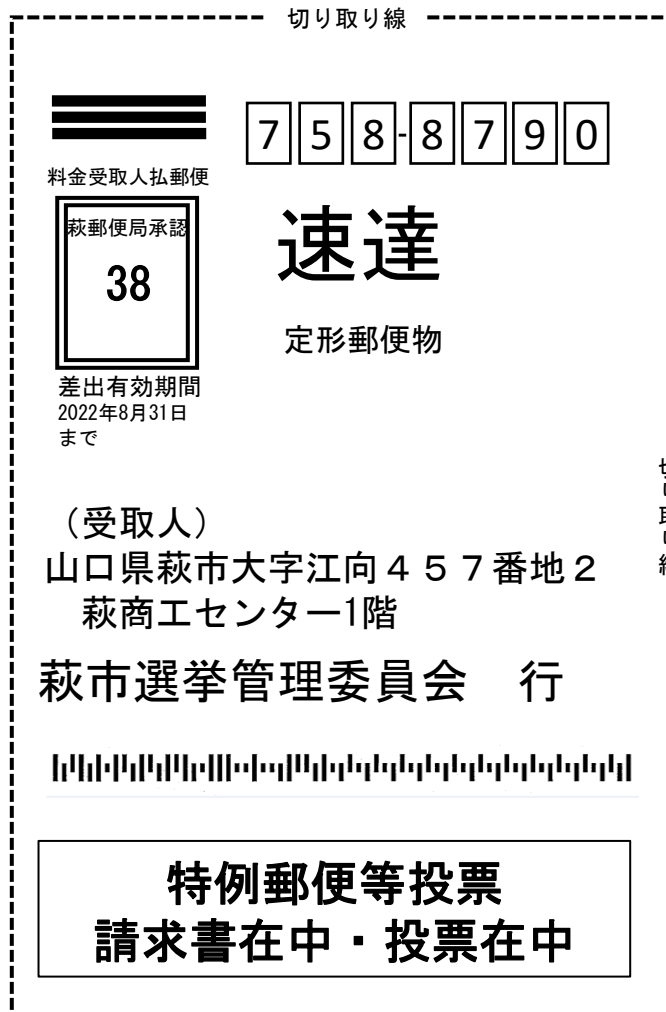 切り取り線
758-8790
料金受取人払郵便
萩郵便局承認
38
速達
定形郵便物
差出有効期間
2022年8月31日
まで
切り取り線
（受取人）
山口県萩市大字江向４５７番地２
萩商工センター1階
萩市選挙管理委員会　行
特例郵便等投票
請求書在中・投票在中